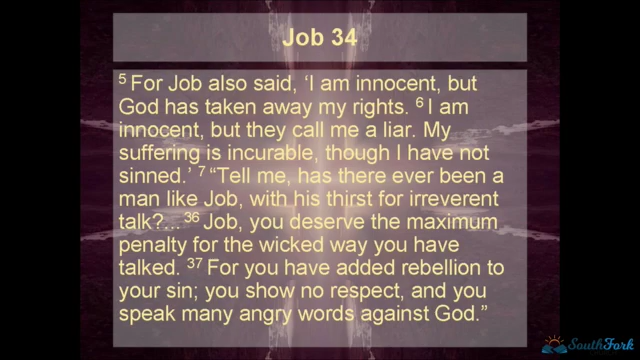 Job 34
5 For Job also said, ‘I am innocent, but
God has taken away my rights. 6 I am
innocent, but they call me a liar. My
suffering is incurable, though I have not
sinned.’ 7 “Tell me, has there ever been a
man like Job, with his thirst for irreverent
talk?... 36 Job, you deserve the maximum
penalty for the wicked way you have
talked. 37 For you have added rebellion to
your sin; you show no respect, and you
speak many angry words against God.”
SouthFork